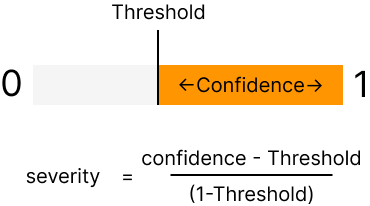 Threshold
0 ←Confidence→ 1
severity = confidence - Threshold
(1-Threshold)